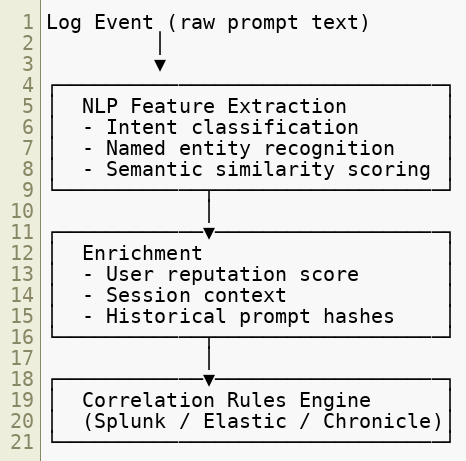 1 Log Event (raw prompt text)
2 │
3 ▼
4 ┌──────────────────────────────┐
5 │ NLP Feature Extraction │
6 │ - Intent classification │
7 │ - Named entity recognition │
8 │ - Semantic similarity scoring │
9 └────────────┬─────────────────┘
10 │
11 ┌────────────▼─────────────────┐
12 │ Enrichment │
13 │ - User reputation score │
14 │ - Session context │
15 │ - Historical prompt hashes │
16 └────────────┬─────────────────┘
17 │
18 ┌────────────▼─────────────────┐
19 │ Correlation Rules Engine │
20 │ (Splunk / Elastic / Chronicle)│
21 └──────────────────────────────┘